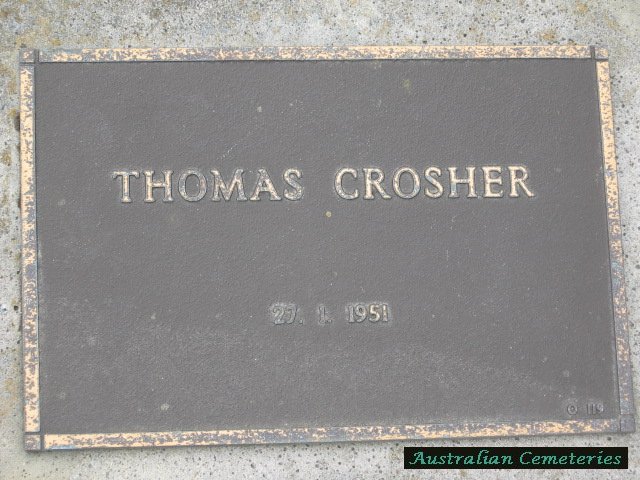 THOMAS CROSHER
27. 1. 1951
O 119
Australian Cemeteries